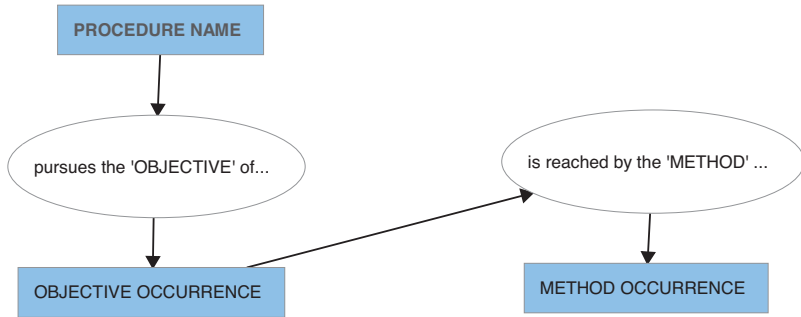 PROCEDURE NAME
pursues the 'OBJECTIVE' of...
is reached by the 'METHOD' ...
OBJECTIVE OCCURRENCE
METHOD OCCURRENCE